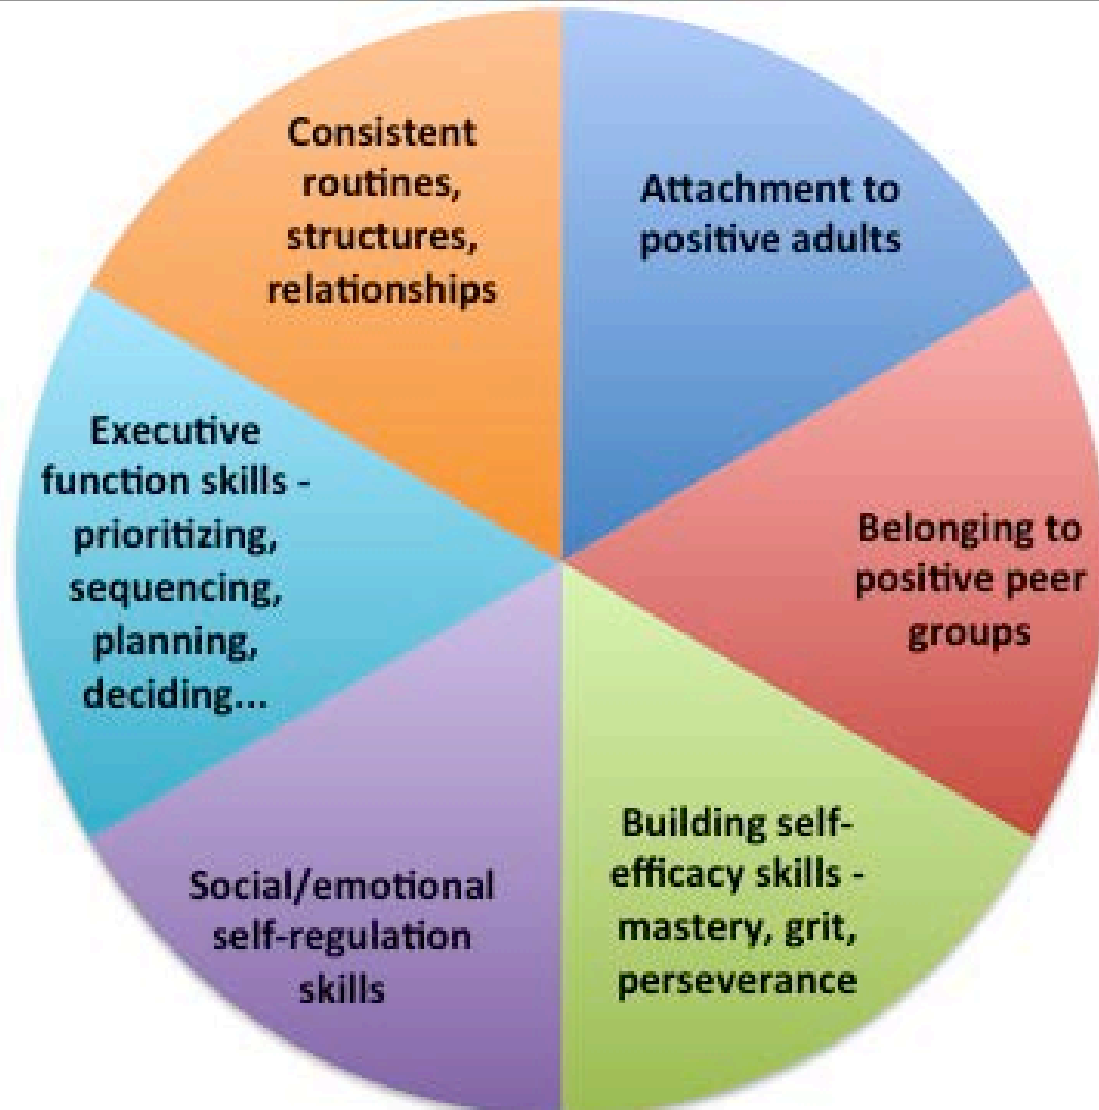 Consistent
routines,
structures,
relationships
Attachment to
positive adults
Belonging to
positive peer
groups
Building self-
efficacy skills -
mastery, grit,
perseverance
Social/emotional
self-regulation
skills
Executive
function skills -
prioritizing,
sequencing,
planning,
deciding...